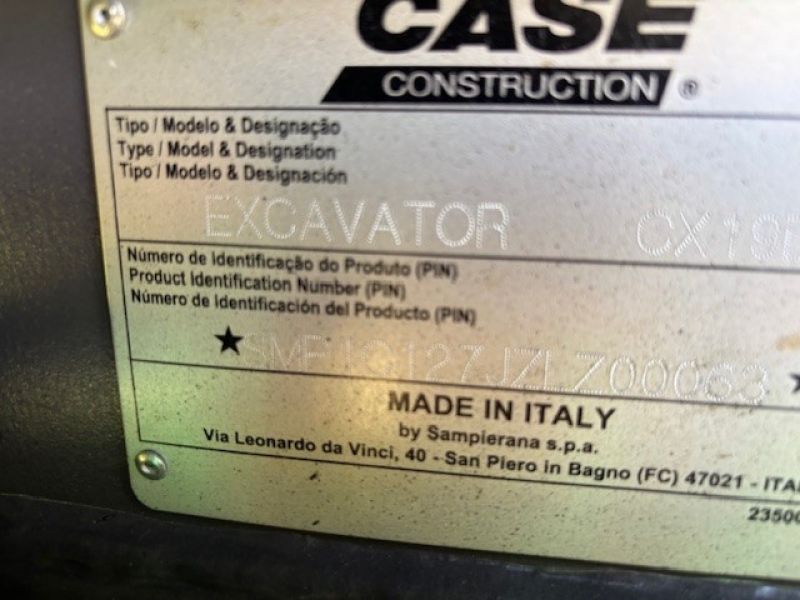 CASE
CONSTRUCTION ®
Tipo / Modelo & Designação
Type / Model & Designation
Tipo / Modelo & Designación
EXCAVATOR
Número de Identificação do Produto (PIN)
Product Identification Number (PIN)
Número de Identificación del Producto (PIN)
MADE IN ITALY
by Sampierana s.p.a.
Via Leonardo da Vinci, 40 - San Piero in Bagno (FC) 47021 - ITAL
23500